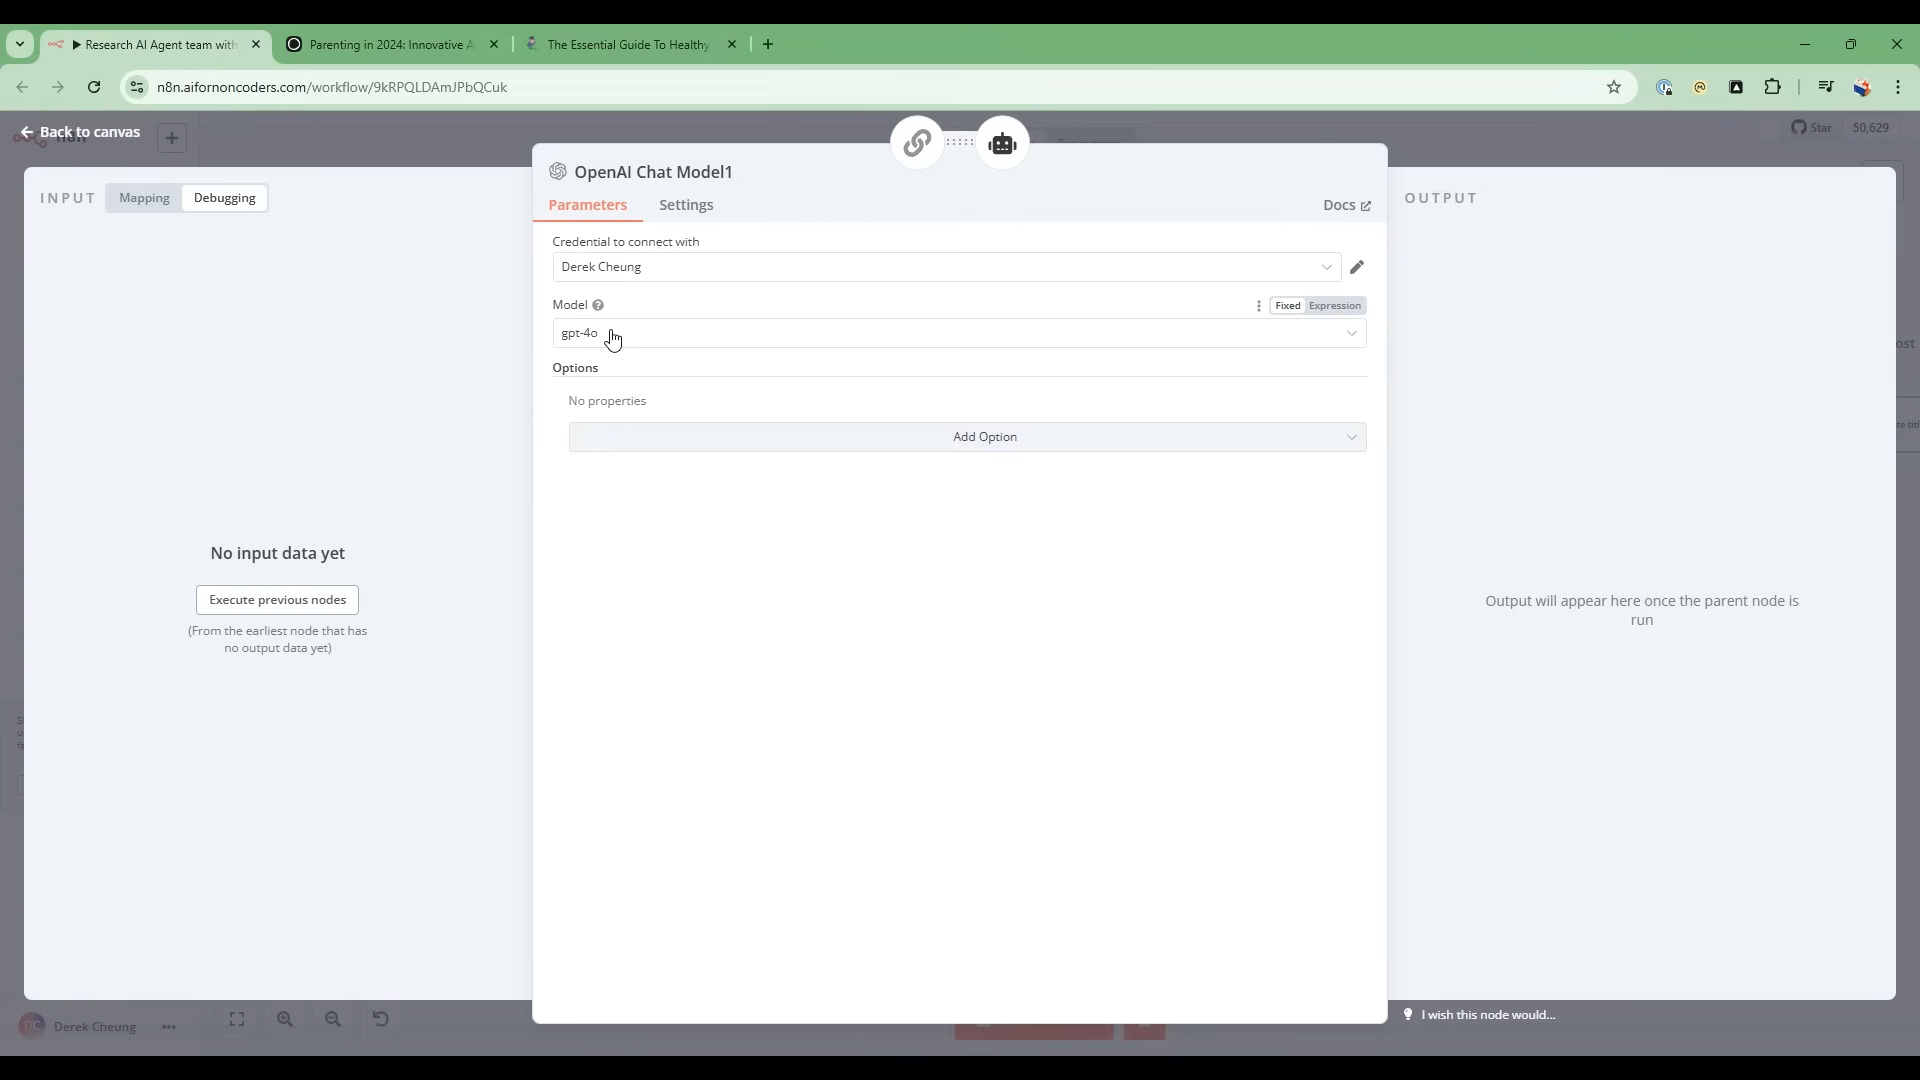 Research AI Agent team with
Parenting in 2024: Innovative A
The Essential Guide To Healthy
n8n.aifornoncoders.com/workflow/9kRPQLDAmJPbQCuk
Back to canvas
Star 50,629
INPUT Mapping Debugging
OpenAI Chat Model1
OUTPUT
Parameters Settings Docs
Credential to connect with
Derek Cheung
Model
Fixed Expression
gpt-4o
Options
No properties
Add Option
No input data yet
Execute previous nodes
(From the earliest node that has
no output data yet)
Output will appear here once the parent node is
run
DC Derek Cheung
I wish this node would...